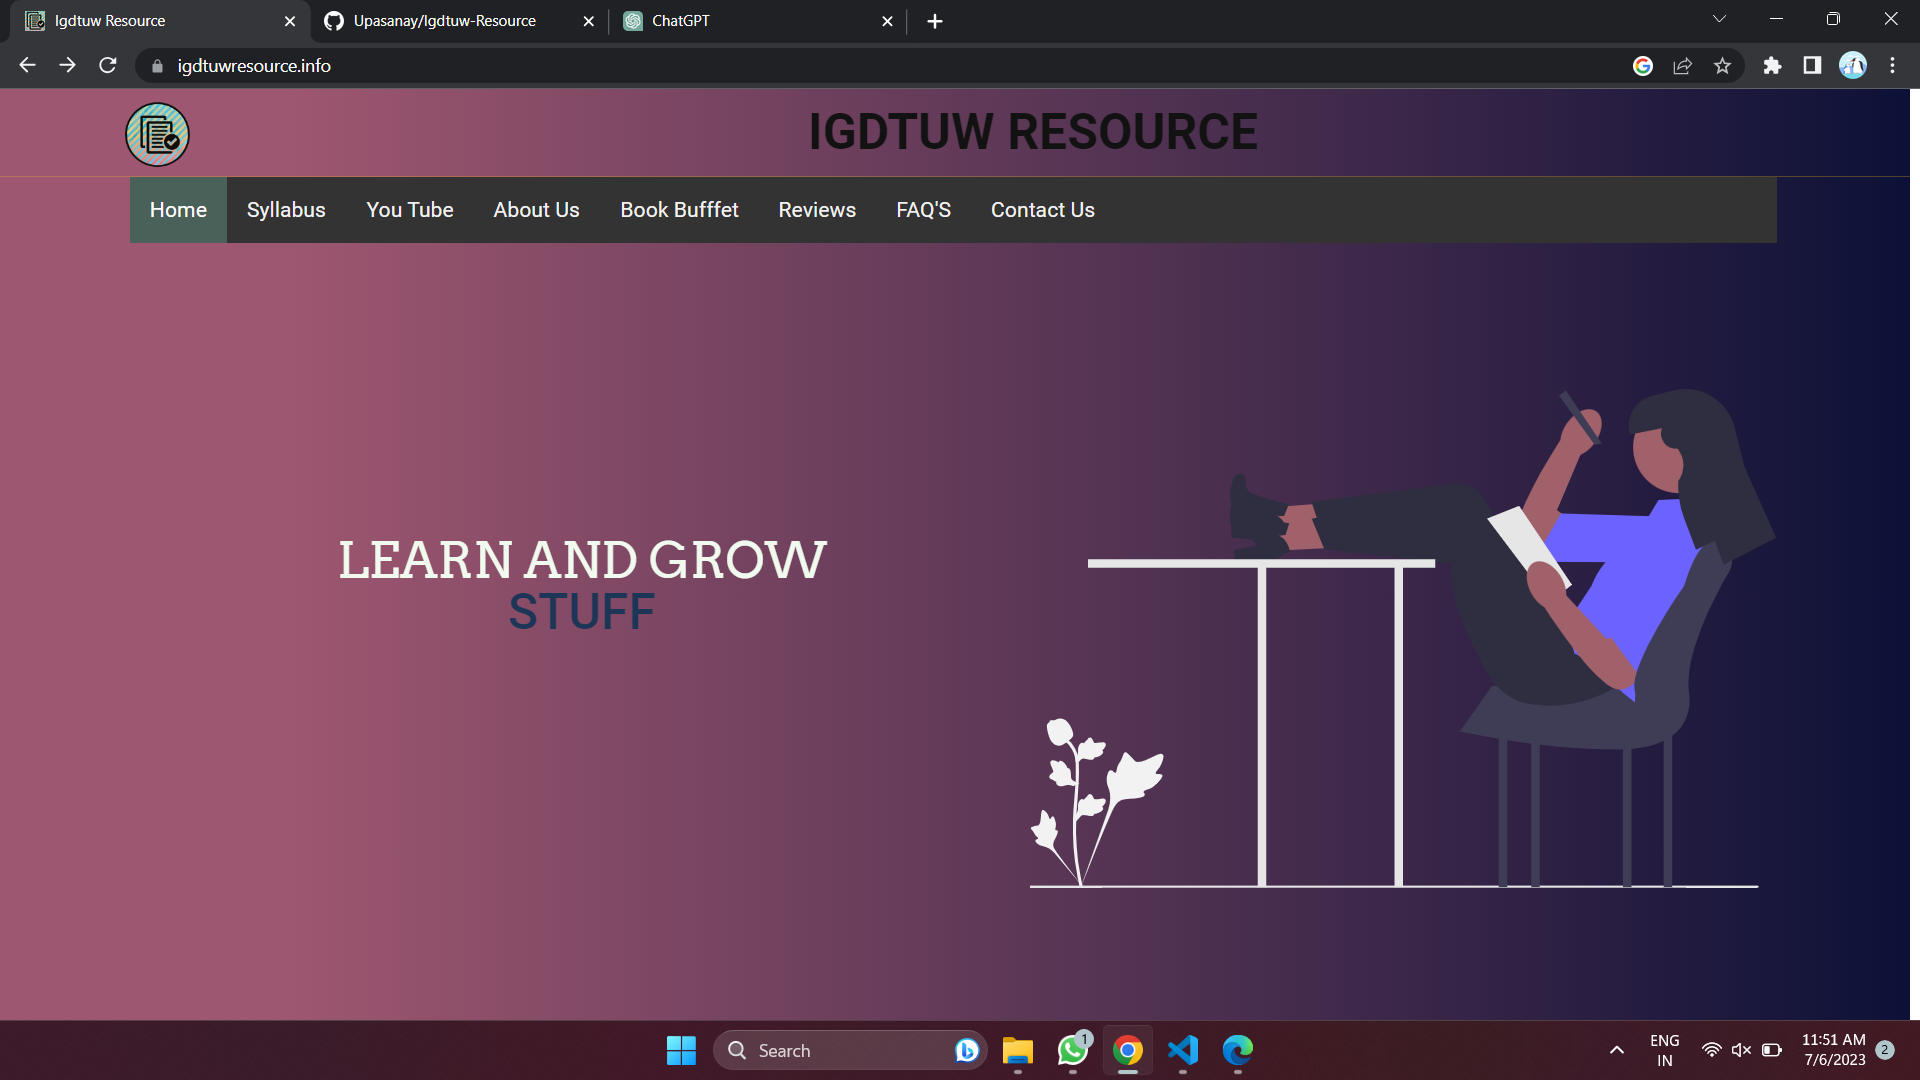 Igdtuw Resource
Upasanay/Igdtuw-Resource
ChatGPT
igdtuwresource.info
IGDTUW RESOURCE
Home Syllabus You Tube About Us Book Bufffet Reviews FAQ'S Contact Us
LEARN AND GROW
STUFF
Search
1
ENG
IN
11:51 AM
7/6/2023
2